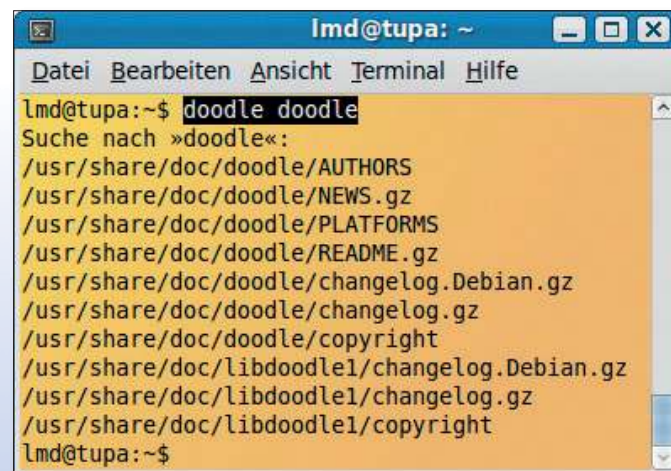 lmd@tupa: ~
Datei Bearbeiten Ansicht Terminal Hilfe
lmd@tupa:~$ doodle doodle
Suche nach »doodle«:
/usr/share/doc/doodle/AUTHORS
/usr/share/doc/doodle/NEWS.gz
/usr/share/doc/doodle/PLATFORMS
/usr/share/doc/doodle/README.gz
/usr/share/doc/doodle/changelog.Debian.gz
/usr/share/doc/doodle/changelog.gz
/usr/share/doc/doodle/copyright
/usr/share/doc/libdoodle1/changelog.Debian.gz
/usr/share/doc/libdoodle1/changelog.gz
/usr/share/doc/libdoodle1/copyright
lmd@tupa:~$